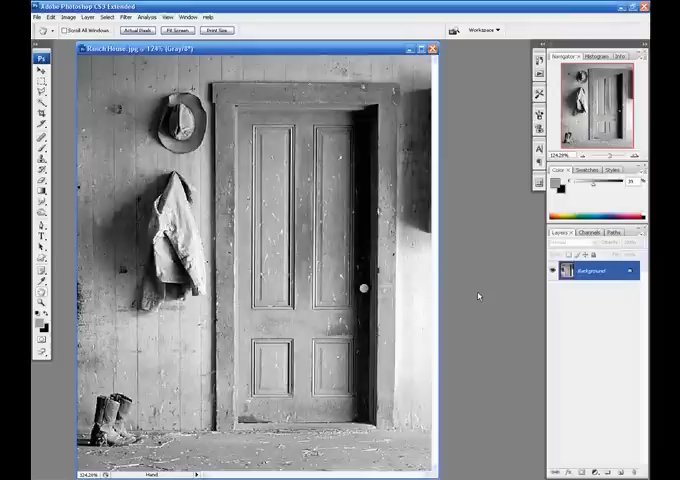 Adobe Photoshop CS3 Extended
File Edit Image Layer Select Filter Analysis View Window Help
Scroll All Windows Actual Pixels Fit Screen Print Size Workspace
Ranch House.jpg @ 124% (Gray/8*)
Navigator Histogram Info
124.28%
Color Swatches Styles
K %
Layers Channels Paths
Background
124.28% Hand